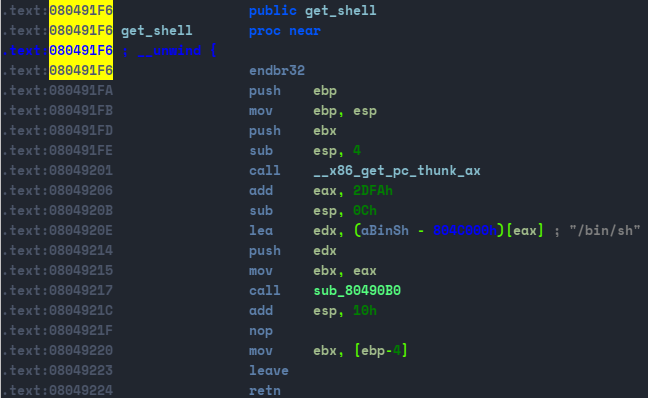 .text:080491F6 public get_shell
.text:080491F6 get_shell proc near
.text:080491F6 ; __unwind {
.text:080491F6 endbr32
.text:080491FA push ebp
.text:080491FB mov ebp, esp
.text:080491FD push ebx
.text:080491FE sub esp, 4
.text:08049201 call __x86_get_pc_thunk_ax
.text:08049206 add eax, 2DFAh
.text:0804920B sub esp, 0Ch
.text:0804920E lea edx, (aBinSh - 804C000h)[eax] ; "/bin/sh"
.text:08049214 push edx
.text:08049215 mov ebx, eax
.text:08049217 call sub_80490B0
.text:0804921C add esp, 10h
.text:0804921F nop
.text:08049220 mov ebx, [ebp-4]
.text:08049223 leave
.text:08049224 retn